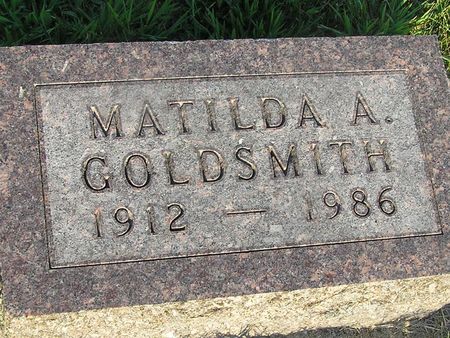 MATILDA A.
GOLDSMITH
1912 — 1986